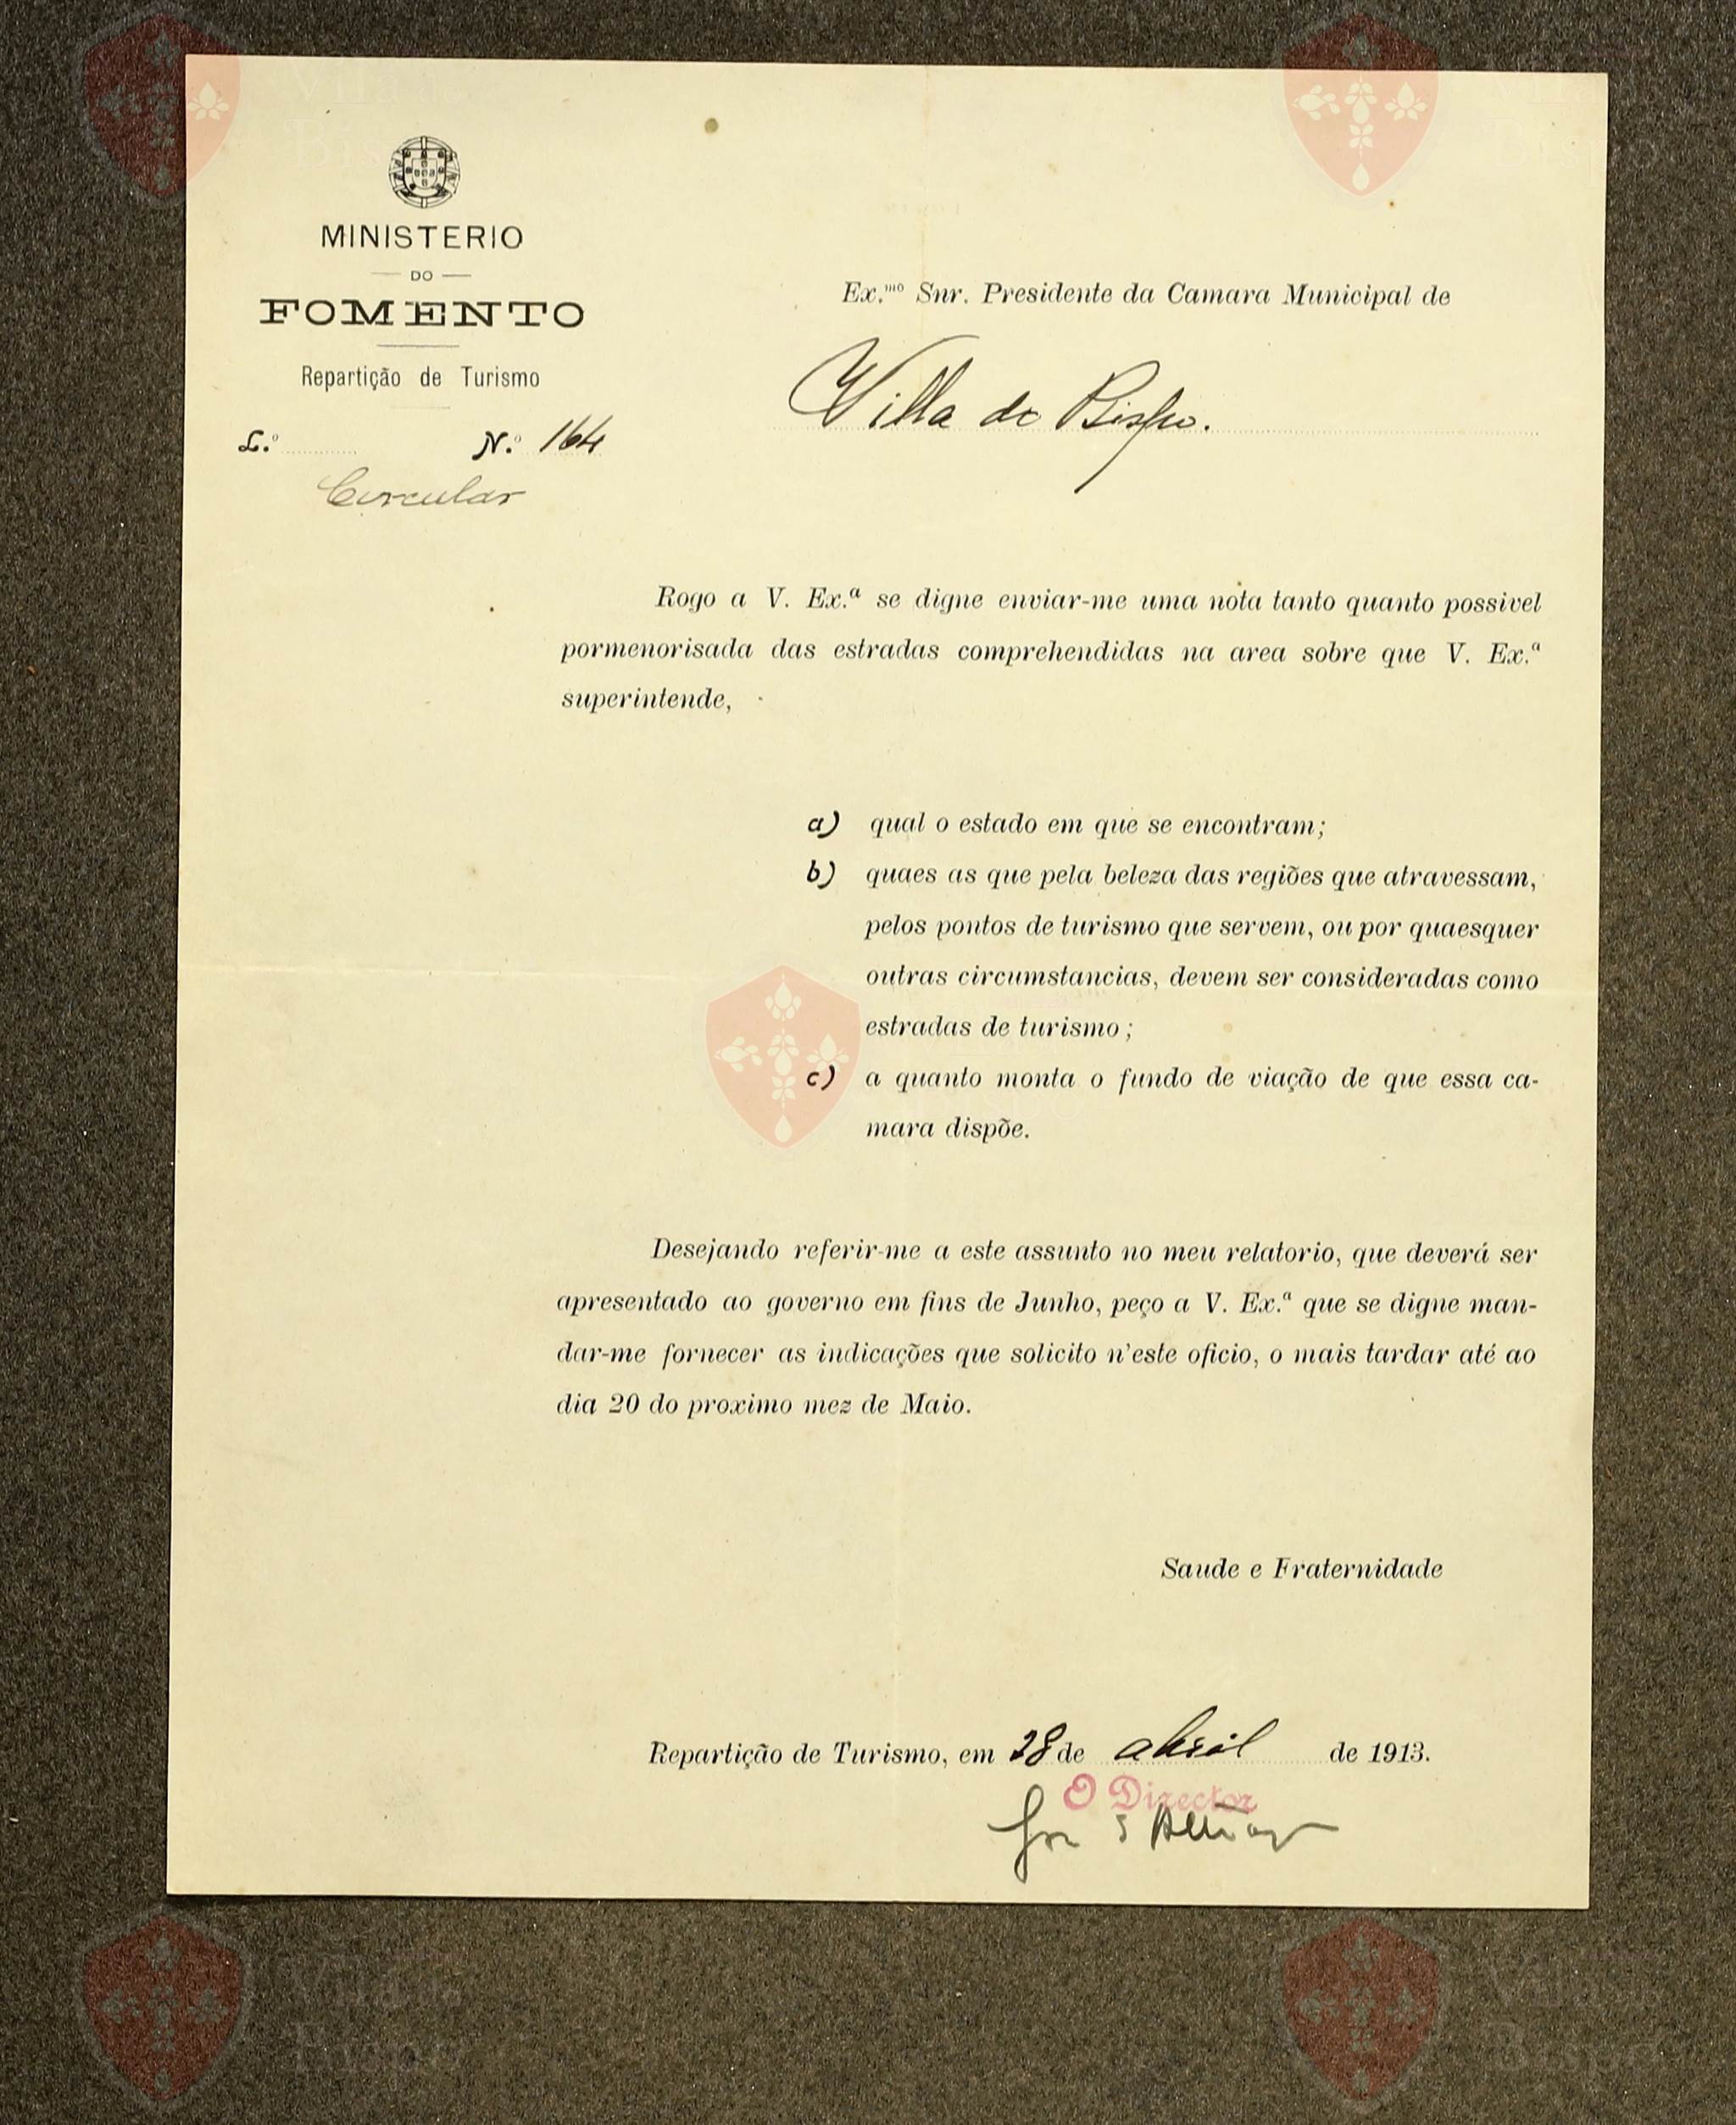 MINISTERIO
DO
FOMENTO
Repartição de Turismo
L.º N.º 164
Circular
Ex.mo Snr. Presidente da Camara Municipal de
Villa do Bispo.
Rogo a V. Ex.ª se digne enviar-me uma nota tanto quanto possivel
pormenorisada das estradas comprehendidas na area sobre que V. Ex.ª
superintende,
a) qual o estado em que se encontram;
b) quaes as que pela beleza das regiões que atravessam,
pelos pontos de turismo que servem, ou por quaesquer
outras circumstancias, devem ser consideradas como
estradas de turismo;
c) a quanto monta o fundo de viação de que essa ca-
mara dispõe.
Desejando referir-me a este assunto no meu relatorio, que deverá ser
apresentado ao governo em fins de Junho, peço a V. Ex.ª que se digne man-
dar-me fornecer as indicações que solicito n'este oficio, o mais tardar até ao
dia 20 do proximo mez de Maio.
Saude e Fraternidade
Repartição de Turismo, em 28 de abril de 1913.
O Director